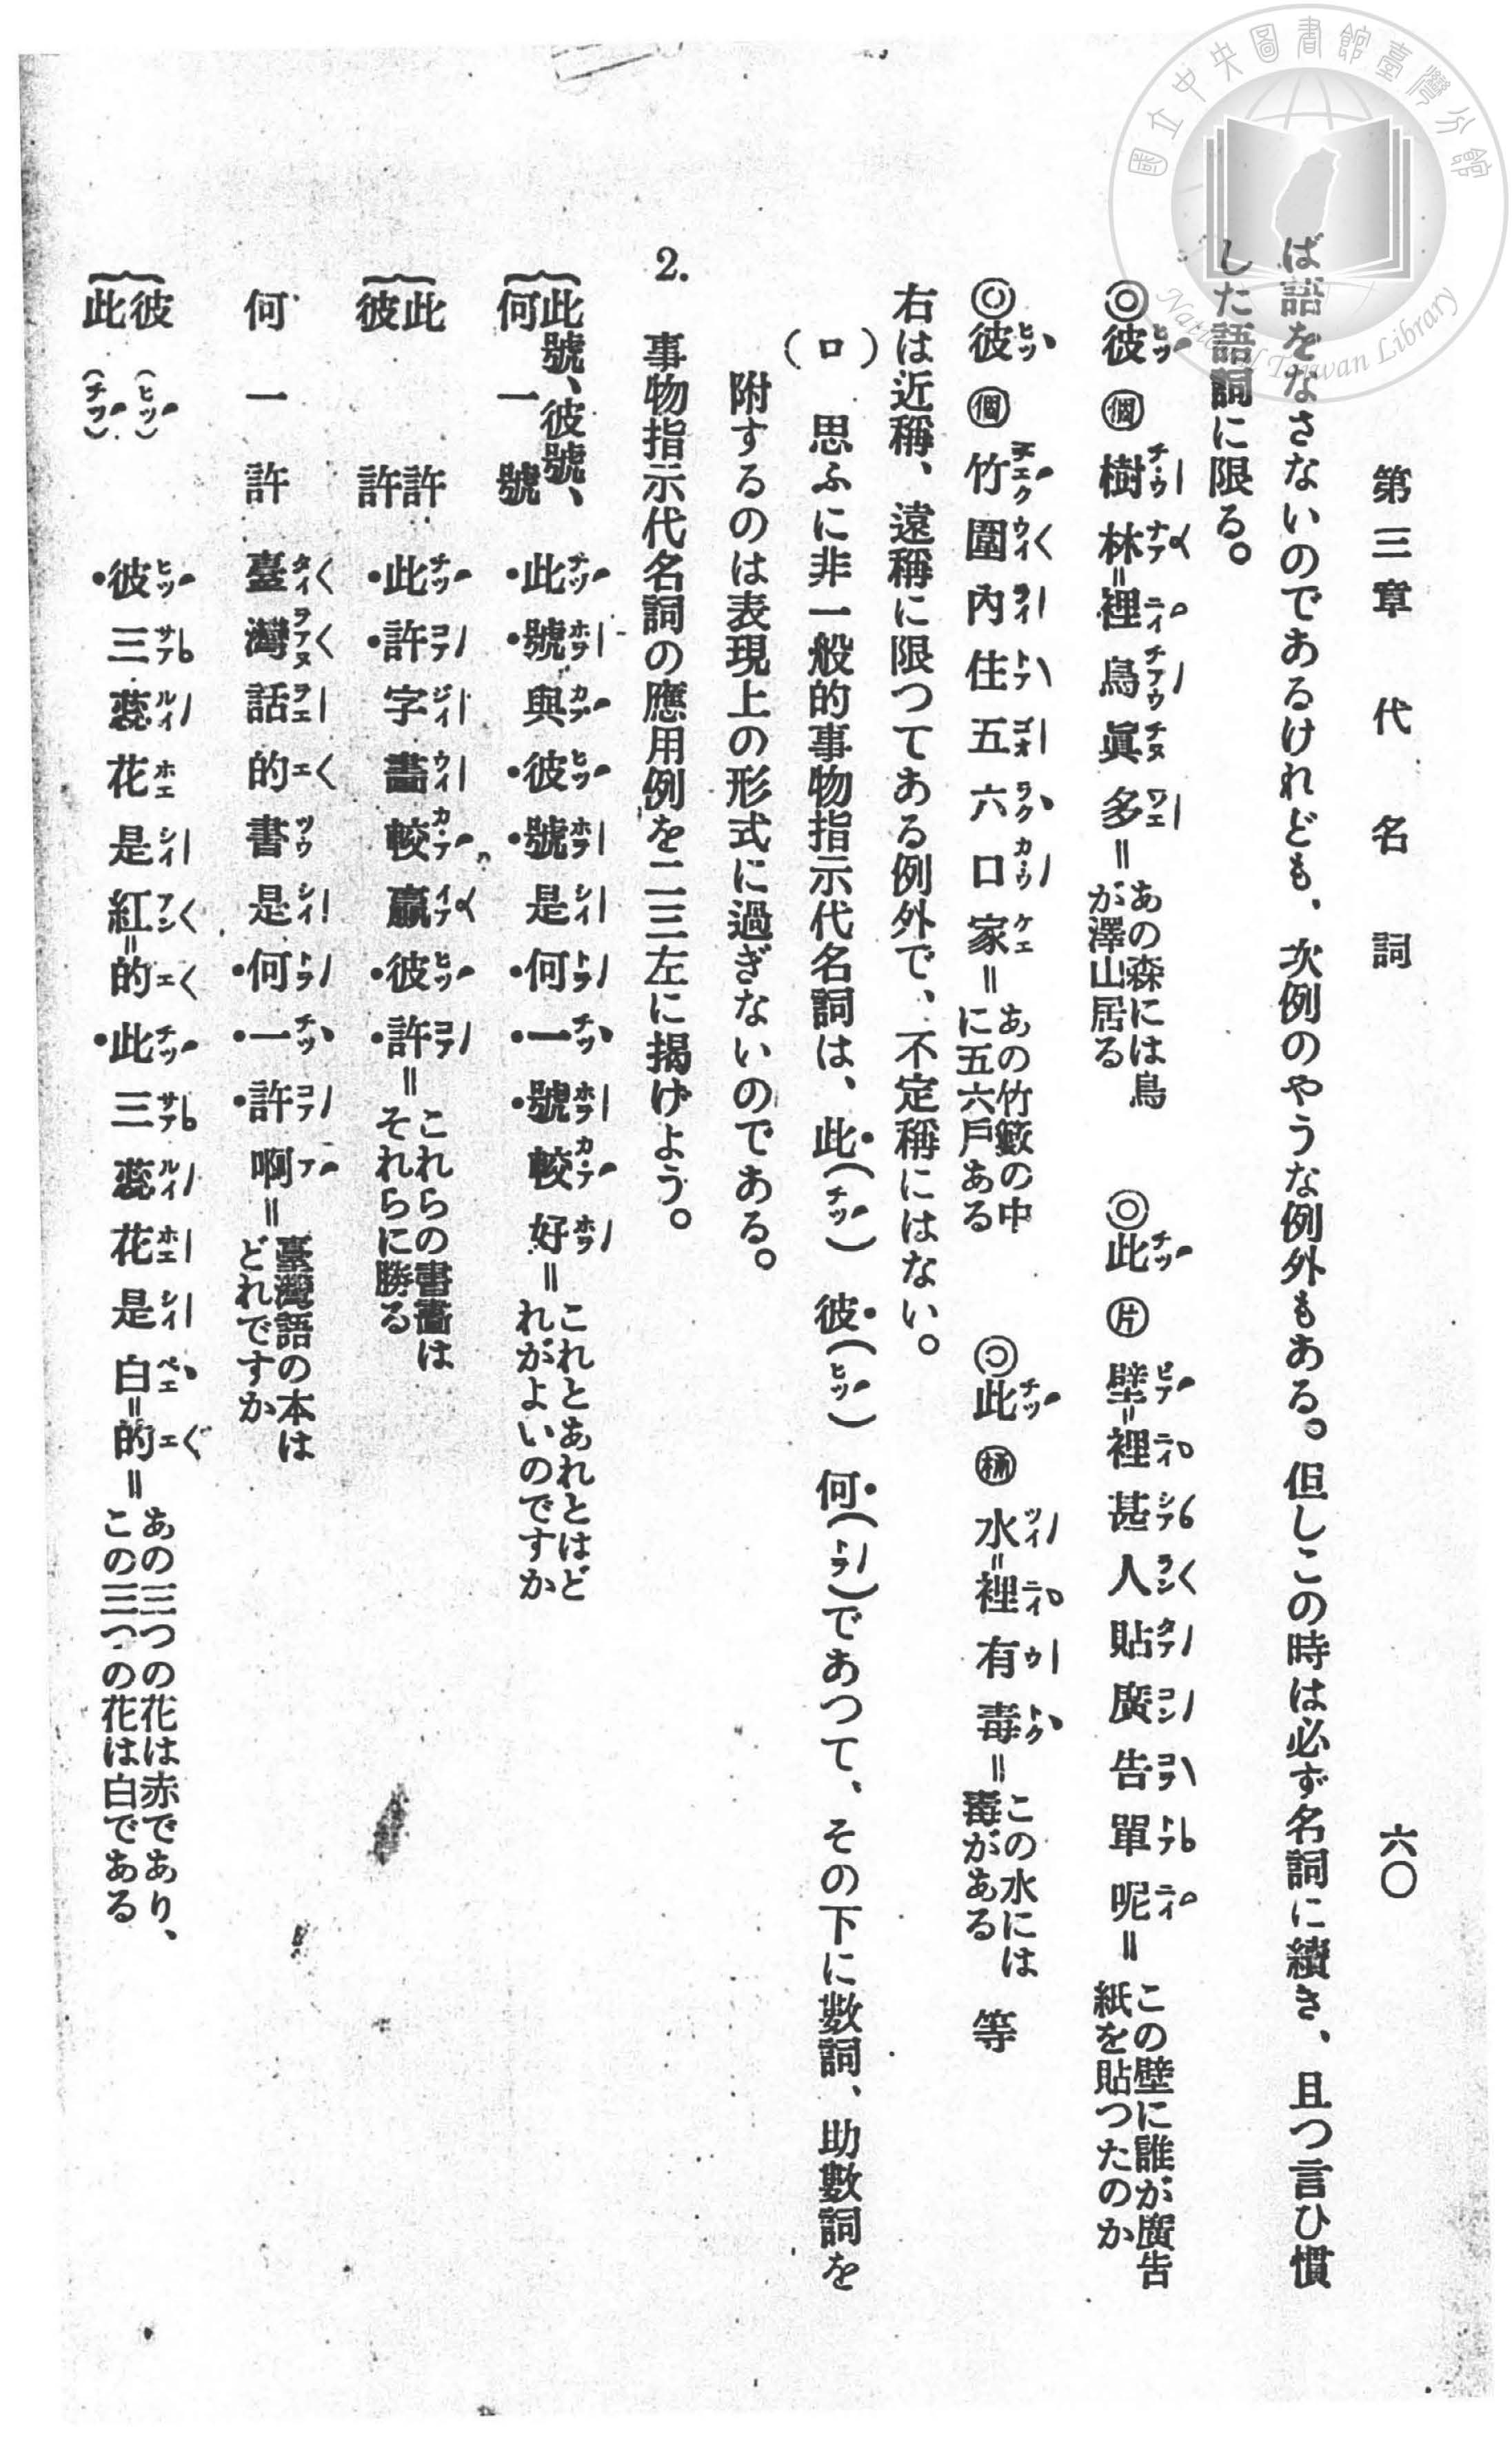 第三章 代名詞 六〇
ば語をなさないのであるけれども、次例のやうな例外もある。但しこの時は必ず名詞に續き、且つ言ひ慣
した語詞に限る。
◎彼個樹林=裡鳥眞多=あの森には鳥が澤山居る ◎此片壁=裡甚人貼廣吿單呢=この壁に誰が廣吿紙を貼つたのか
◎彼個竹圍內住五六口家=あの竹籔の中に五六戶ある ◎此桶水=裡有毒=この水には毒がある 等
右は近稱、遠稱に限つてある例外で、不定稱にはない。
(ロ) 思ふに非一般的事物指示代名詞は、此(チッ) 彼(ヒッ) 何(トヲ)であつて、その下に數詞、助數詞を
附するのは表現上の形式に過ぎないのである。
2. 事物指示代名詞の應用例を二三左に揭げよう。
此號、彼號、何一號 此號與彼號是何一號較好=これとあれとはどれがよいのですか
此許 彼許 此許字畫較贏彼許=これらの書畵はそれらに勝る
何一許 臺灣話的書是何一許啊=臺灣語の本はどれですか
彼(ヒッ) 此(チッ) 彼三蕊花是紅=的此三蕊花是白=的=あの三つの花は赤であり、この三つの花は白である
國立中央圖書館臺灣分館
National Taiwan Library